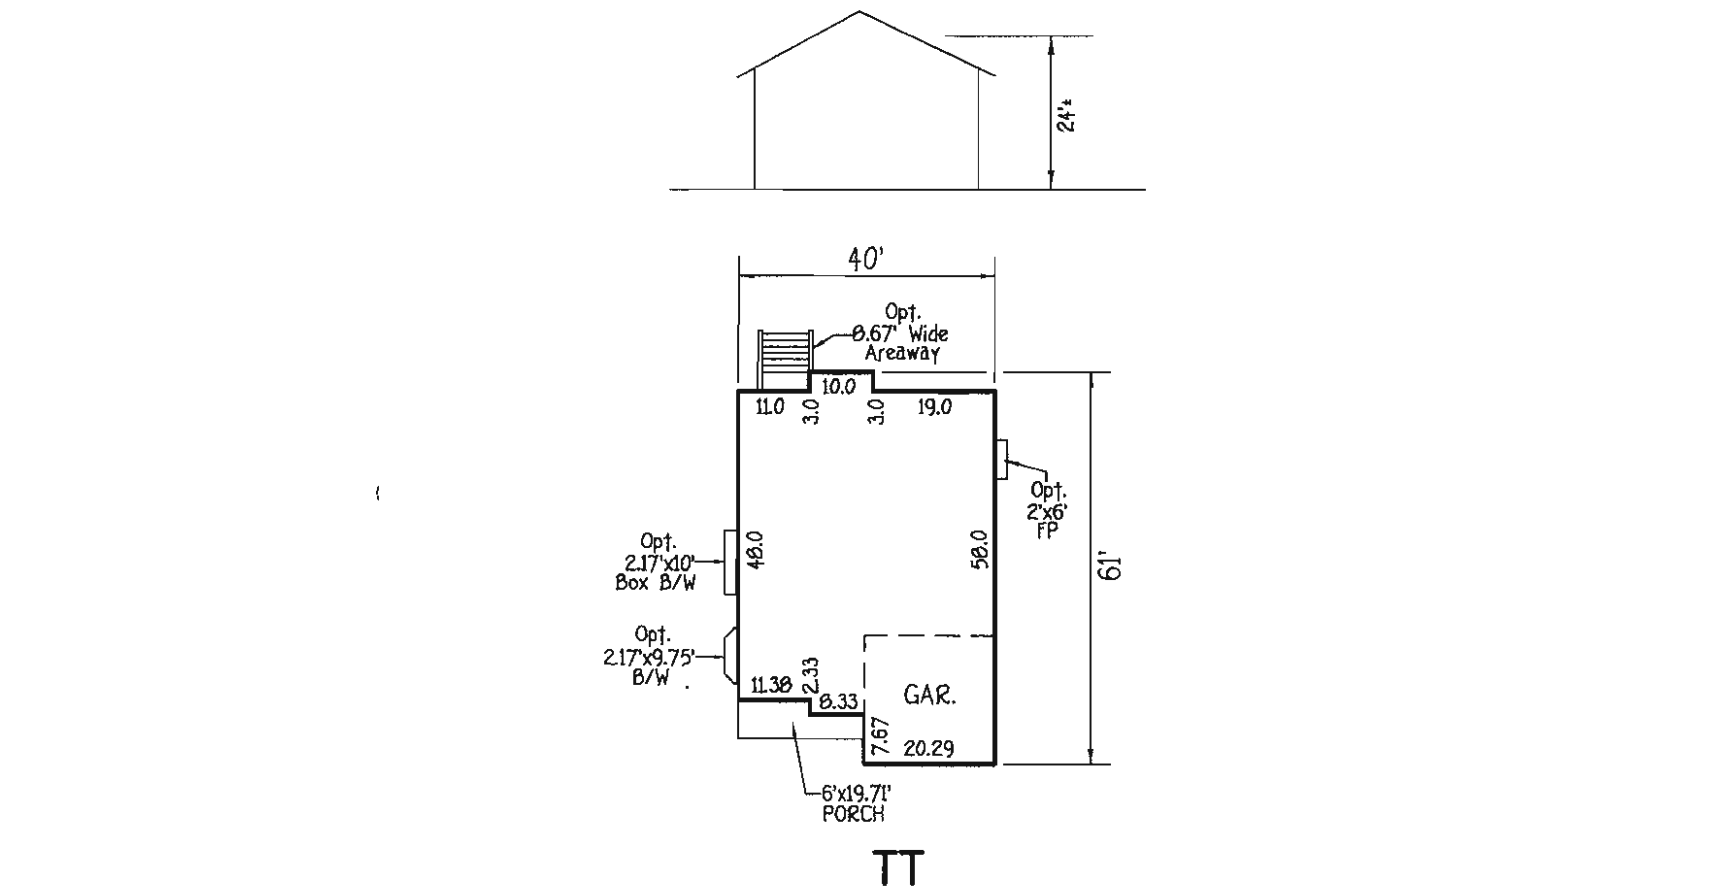 24'±
40'
Opt.
8.67' Wide
Areaway
10.0
11.0
3.0
3.0
19.0
Opt.
2'x6'
FP
48.0
58.0
61'
Opt.
2.17'x10'
Box B/W
Opt.
2.17'x9.75'
B/W
11.38
2.33
8.33
GAR.
7.67
20.29
6'x19.71'
PORCH
TT